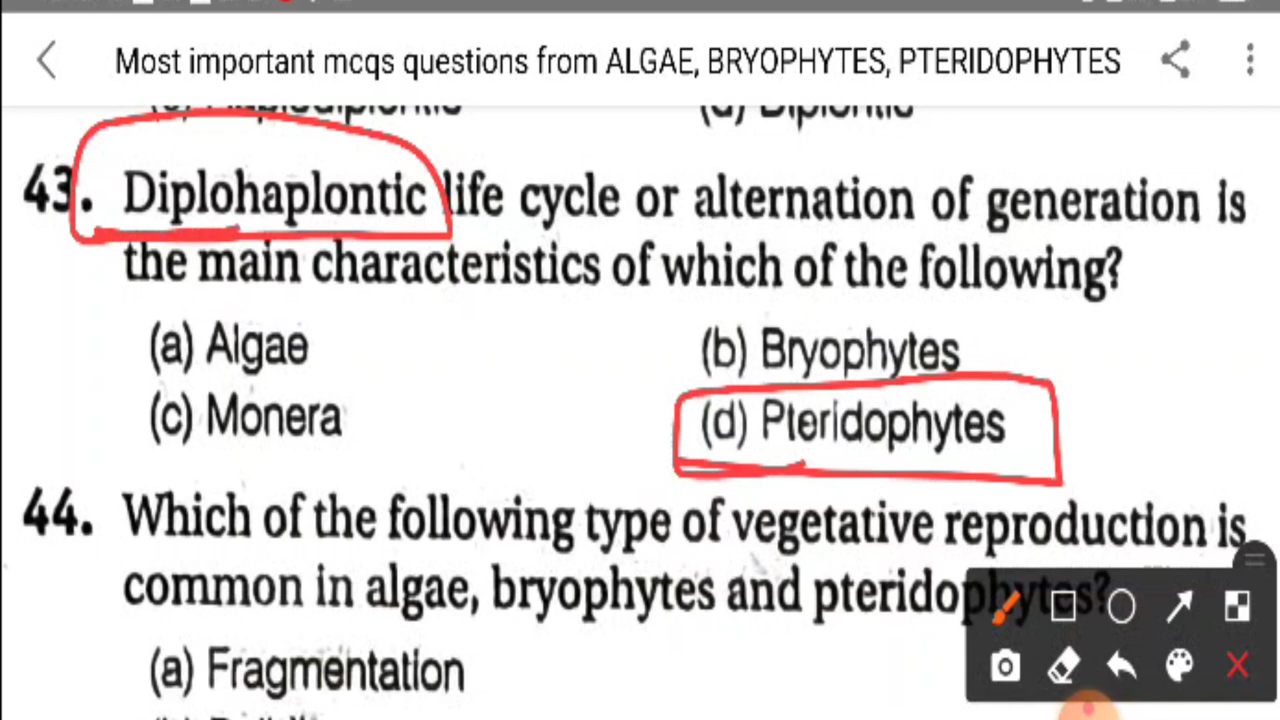 Most important mcqs questions from ALGAE, BRYOPHYTES, PTERIDOPHYTES
43. Diplohaplontic life cycle or alternation of generation is
the main characteristics of which of the following?
(a) Algae (b) Bryophytes
(c) Monera (d) Pteridophytes
44. Which of the following type of vegetative reproduction is
common in algae, bryophytes and pteridophytes?
(a) Fragmentation